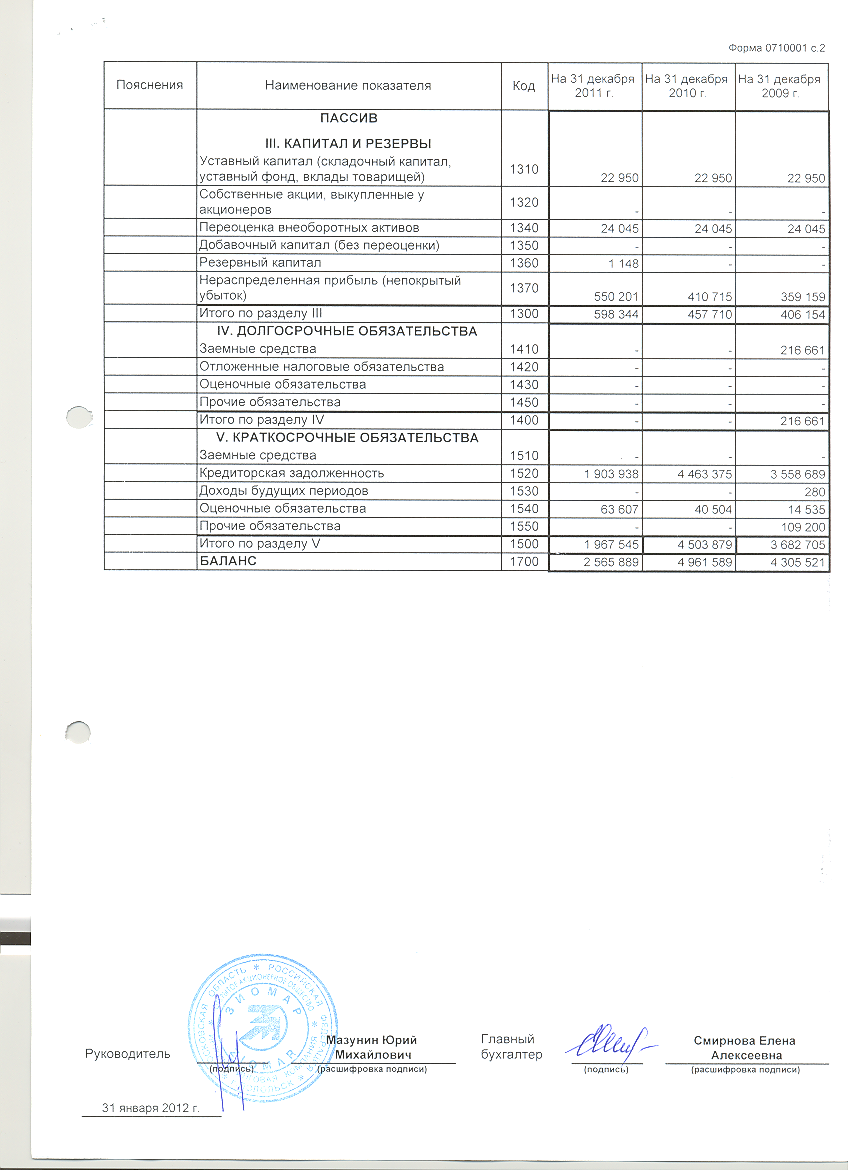 Форма 0710001 с.2
Пояснения Наименование показателя Код На 31 декабря 2011 г. На 31 декабря 2010 г. На 31 декабря 2009 г.
ПАССИВ
III. КАПИТАЛ И РЕЗЕРВЫ
Уставный капитал (складочный капитал,
уставный фонд, вклады товарищей) 1310 22 950 22 950 22 950
Собственные акции, выкупленные у
акционеров 1320 - - -
Переоценка внеоборотных активов 1340 24 045 24 045 24 045
Добавочный капитал (без переоценки) 1350 - - -
Резервный капитал 1360 1 148 - -
Нераспределенная прибыль (непокрытый
убыток) 1370 550 201 410 715 359 159
Итого по разделу III 1300 598 344 457 710 406 154
IV. ДОЛГОСРОЧНЫЕ ОБЯЗАТЕЛЬСТВА
Заемные средства 1410 - - 216 661
Отложенные налоговые обязательства 1420 - - -
Оценочные обязательства 1430 - - -
Прочие обязательства 1450 - - -
Итого по разделу IV 1400 - - 216 661
V. КРАТКОСРОЧНЫЕ ОБЯЗАТЕЛЬСТВА
Заемные средства 1510 - - -
Кредиторская задолженность 1520 1 903 938 4 463 375 3 558 689
Доходы будущих периодов 1530 - - 280
Оценочные обязательства 1540 63 607 40 504 14 535
Прочие обязательства 1550 - - 109 200
Итого по разделу V 1500 1 967 545 4 503 879 3 682 705
БАЛАНС 1700 2 565 889 4 961 589 4 305 521
ОБЛАСТЬ * РОССИЙСКАЯ
ЗИОМАР
Руководитель Мазунин Юрий
Михайлович
(подпись) (расшифровка подписи)
Главный
бухгалтер Смирнова Елена
Алексеевна
(подпись) (расшифровка подписи)
31 января 2012 г.